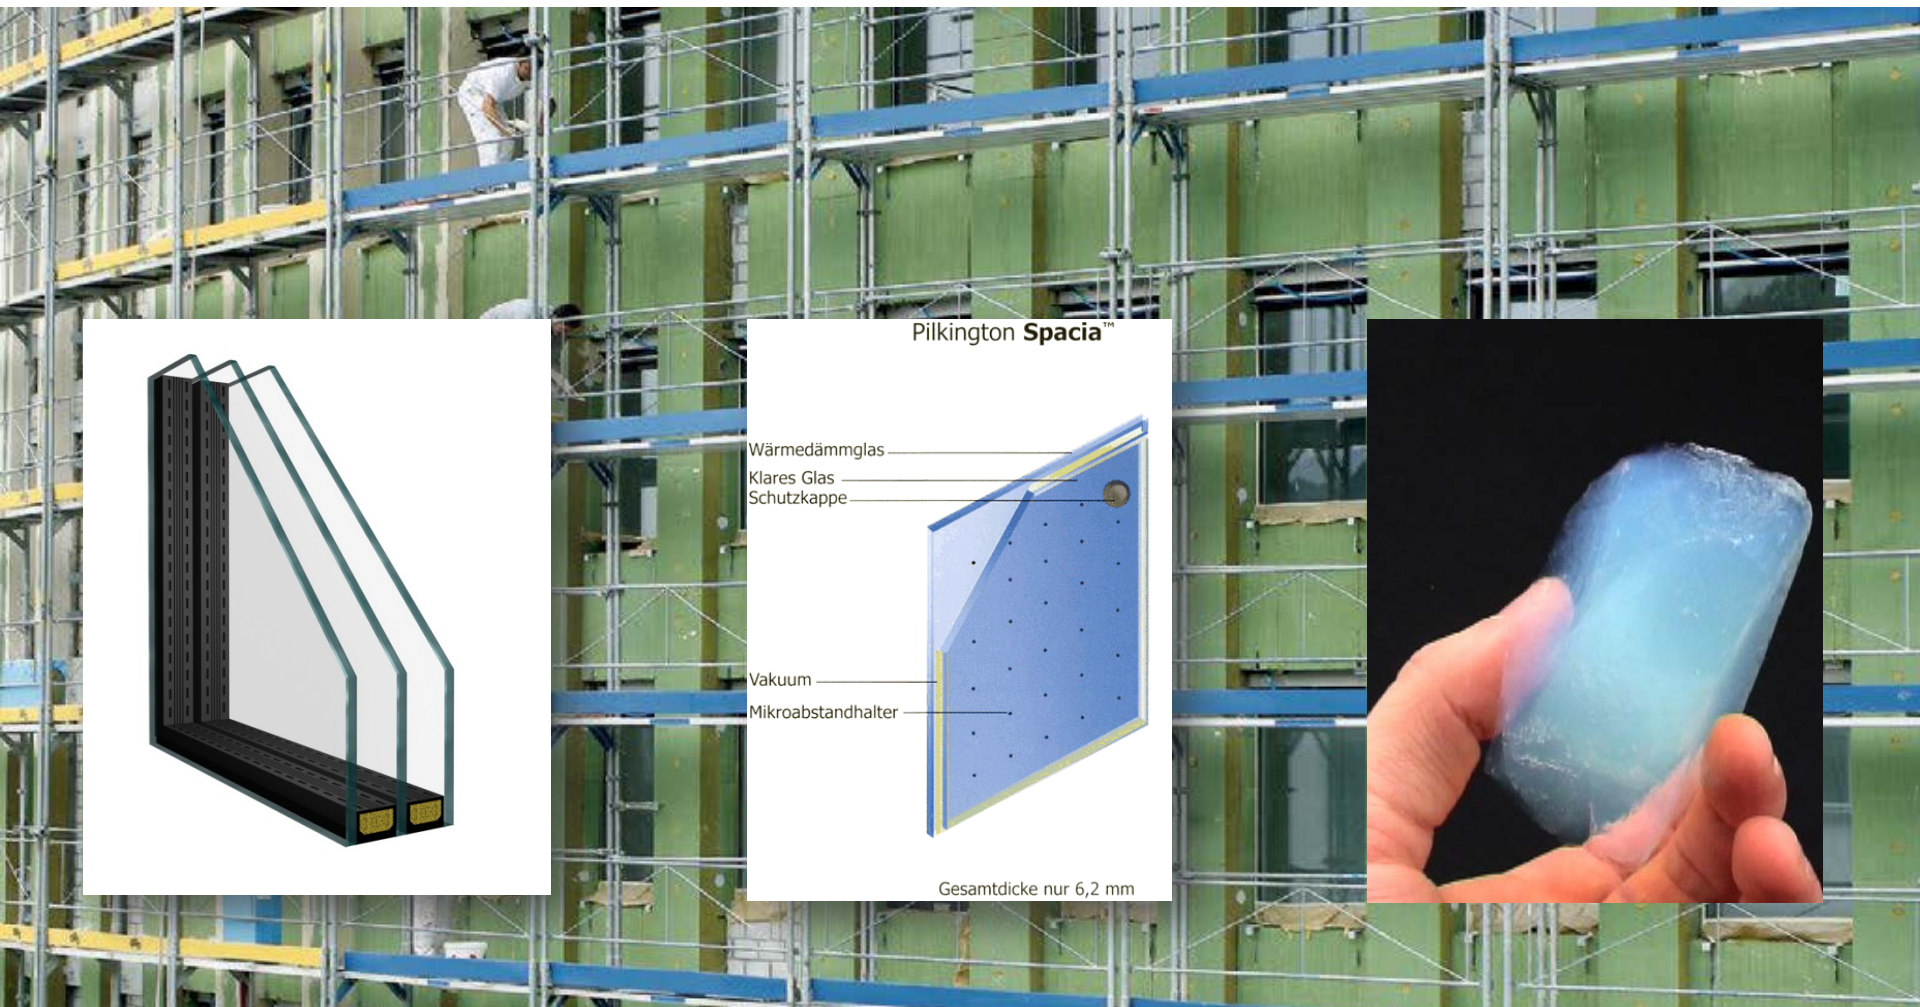 Pilkington Spacia™
Wärmedämmglas
Klares Glas
Schutzkappe
Vakuum
Mikroabstandhalter
Gesamtdicke nur 6,2 mm